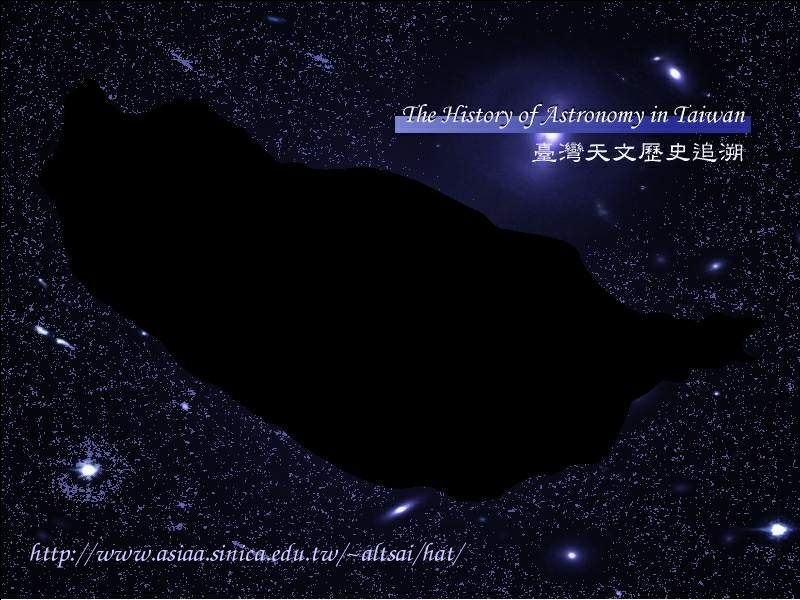 The History of Astronomy in Taiwan
臺灣天文歷史追溯
http://www.asiaa.sinica.edu.tw/~altsai/hat/